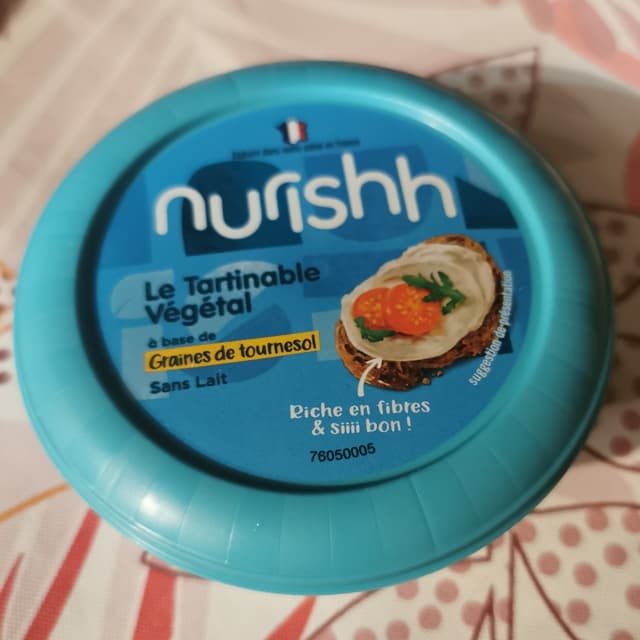 nurishh
Le Tartinable
Végétal
à base de
Graines de tournesol
Sans Lait
Riche en fibres
& siiii bon !
76050005
suggestion de présentation